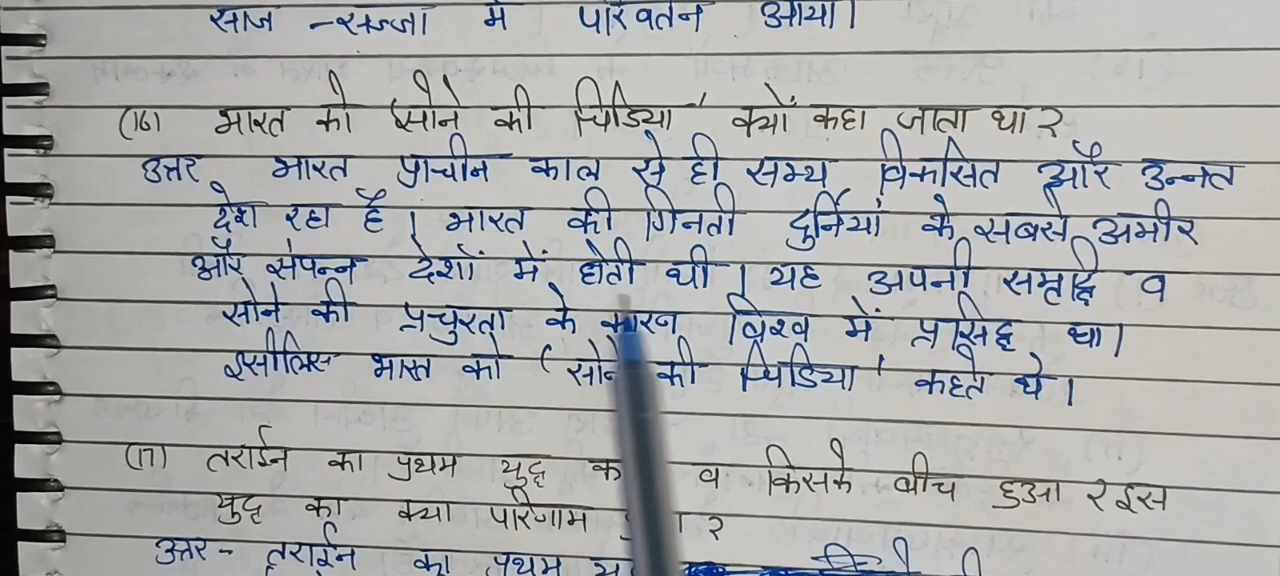 साज -सज्जा में परिवर्तन आया।
(16) भारत को 'सोने की चिडिया' क्यों कहा जाता था?
उत्तर भारत प्राचीन काल से ही सभ्य विकसित और उन्नत
देश रहा है। भारत की गिनती दुनियां के सबसे अमीर
और संपन्न देशों में होती थी। यह अपनी समृद्धि व
सोने की प्रचुरता के कारन विश्व में प्रसिद्ध था।
इसीलिए भारत को 'सोने की चिडिया' कहते थे।
(17) तराईन का प्रथम युद्ध व किसके बीच हुआ? इस
युद्ध का क्या परिणाम ?
उत्तर- तराईन का प्रथम